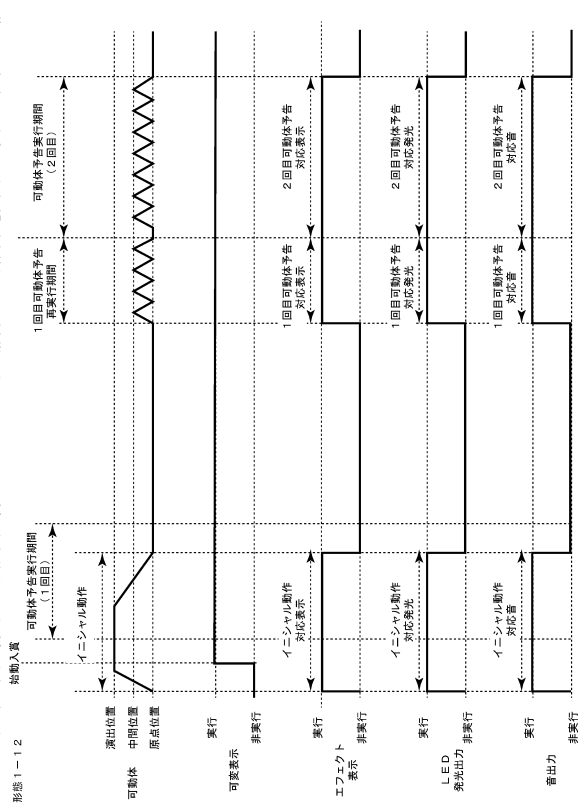 形態１－１２
始動入賞
可動体予告実行期間
（１回目）
１回目可動体予告
再実行期間
可動体予告実行期間
（２回目）
イニシャル動作
可動体
演出位置
中間位置
原点位置
可変表示
実行
非実行
エフェクト
表示
実行
非実行
イニシャル動作
対応表示
１回目可動体予告
対応表示
２回目可動体予告
対応表示
ＬＥＤ
発光出力
実行
非実行
イニシャル動作
対応発光
１回目可動体予告
対応発光
２回目可動体予告
対応発光
音出力
実行
非実行
イニシャル動作
対応音
１回目可動体予告
対応音
２回目可動体予告
対応音